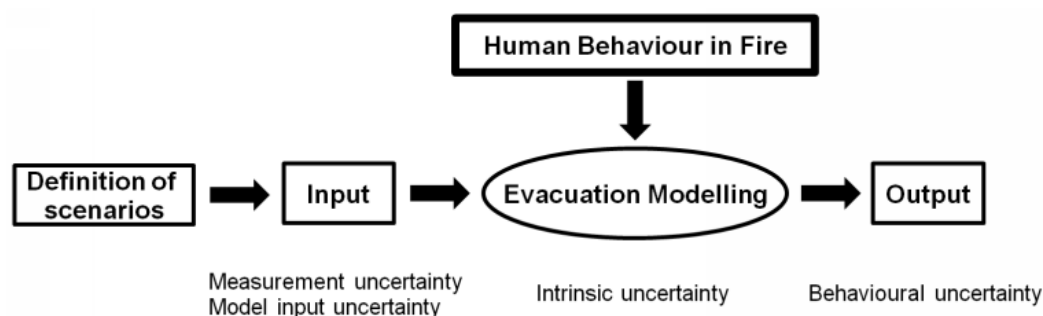 Human Behaviour in Fire
Definition of
scenarios
Input
Evacuation Modelling
Output
Measurement uncertainty
Model input uncertainty
Intrinsic uncertainty
Behavioural uncertainty